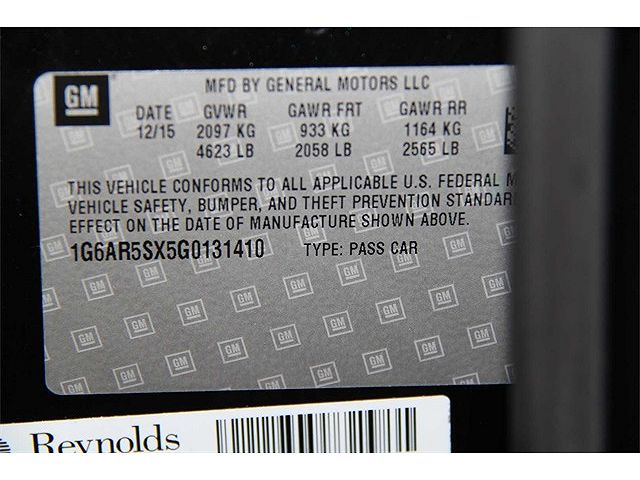 GM
MFD BY GENERAL MOTORS LLC
DATE GVWR GAWR FRT GAWR RR
12/15 2097 KG 933 KG 1164 KG
4623 LB 2058 LB 2565 LB
THIS VEHICLE CONFORMS TO ALL APPLICABLE U.S. FEDERAL
VEHICLE SAFETY, BUMPER, AND THEFT PREVENTION STANDARD
EFFECT ON THE DATE OF MANUFACTURE SHOWN ABOVE.
1G6AR5SX5G0131410 TYPE: PASS CAR
Reynolds